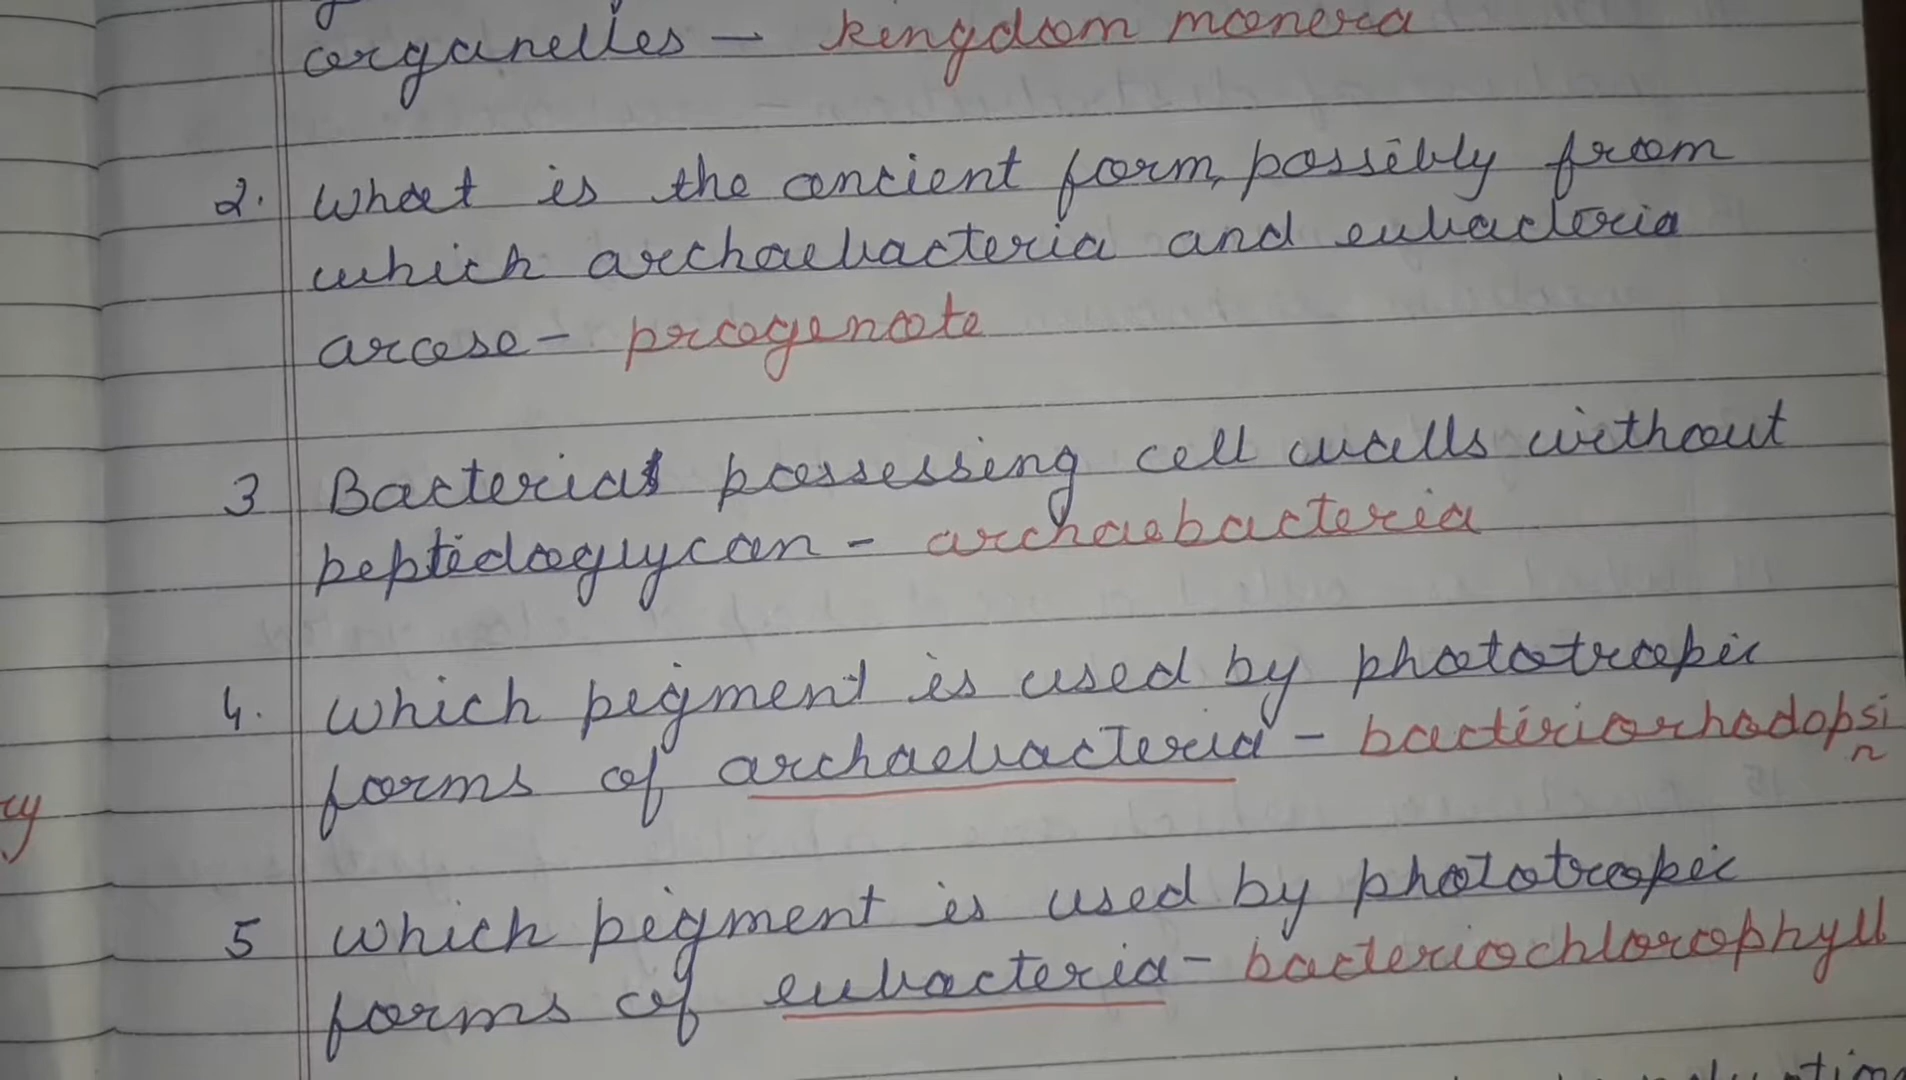 organelles - kingdom monera
2. What is the ancient form, possibly from
which archaebacteria and eubacteria
arose - progenote
3 Bacteria possessing cell walls without
peptidoglycan - archaebacteria
4. Which pigment is used by phototropic
forms of archaebacteria - bacteriorhodopsin
5 Which pigment is used by phototropic
forms of eubacteria - bacteriochlorophyll